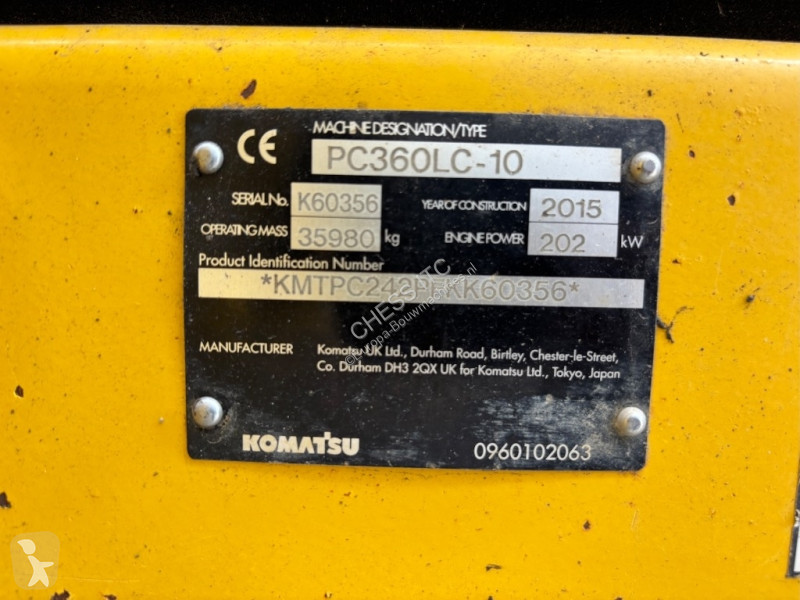 CE
MACHINE DESIGNATION/TYPE
PC360LC-10
SERIAL No. K60356 YEAR OF CONSTRUCTION 2015
OPERATING MASS 35980 kg ENGINE POWER 202 kW
Product Identification Number
MANUFACTURER Komatsu UK Ltd., Durham Road, Birtley, Chester-le-Street,
Co. Durham DH3 2QX UK for Komatsu Ltd., Tokyo, Japan
KOMATSU 0960102063
CHESS TC